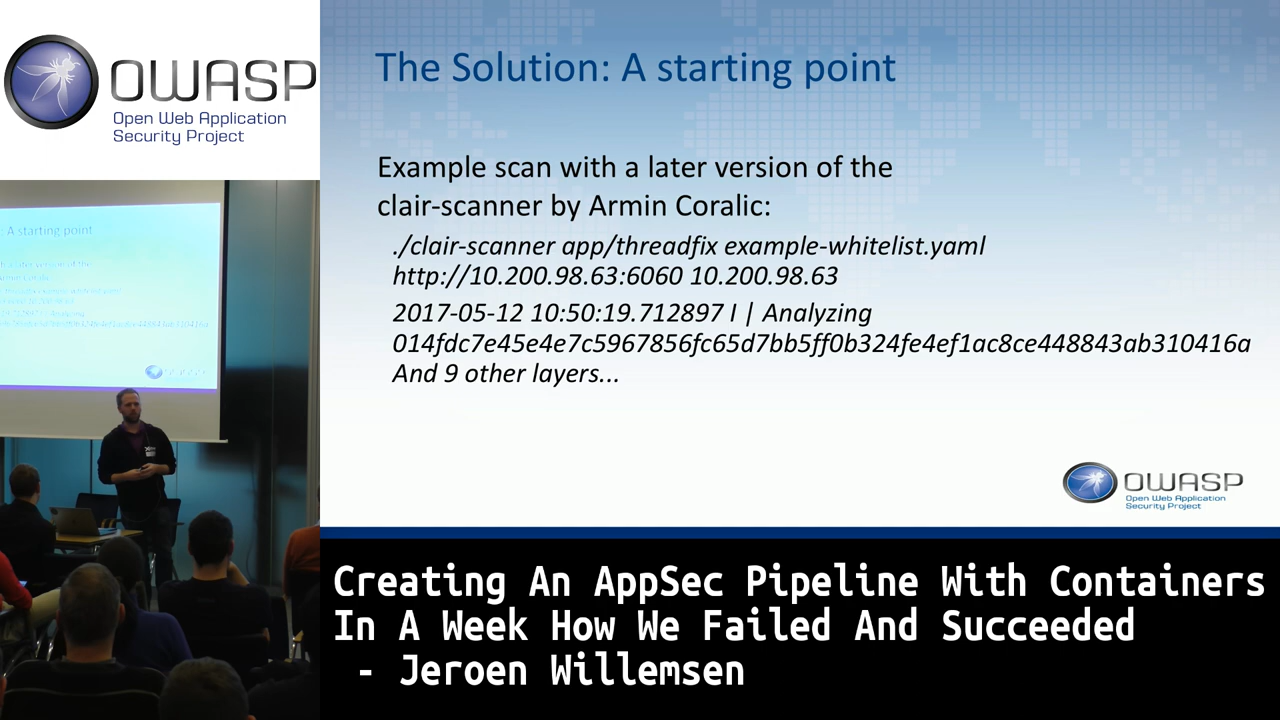 OWASP
Open Web Application
Security Project
The Solution: A starting point
Example scan with a later version of the
clair-scanner by Armin Coralic:
./clair-scanner app/threadfix example-whitelist.yaml
http://10.200.98.63:6060 10.200.98.63
2017-05-12 10:50:19.712897 I | Analyzing
014fdc7e45e4e7c5967856fc65d7bb5ff0b324fe4ef1ac8ce448843ab310416a
And 9 other layers...
OWASP
Open Web Application
Security Project
: A starting point
Creating An AppSec Pipeline With Containers
In A Week How We Failed And Succeeded
- Jeroen Willemsen